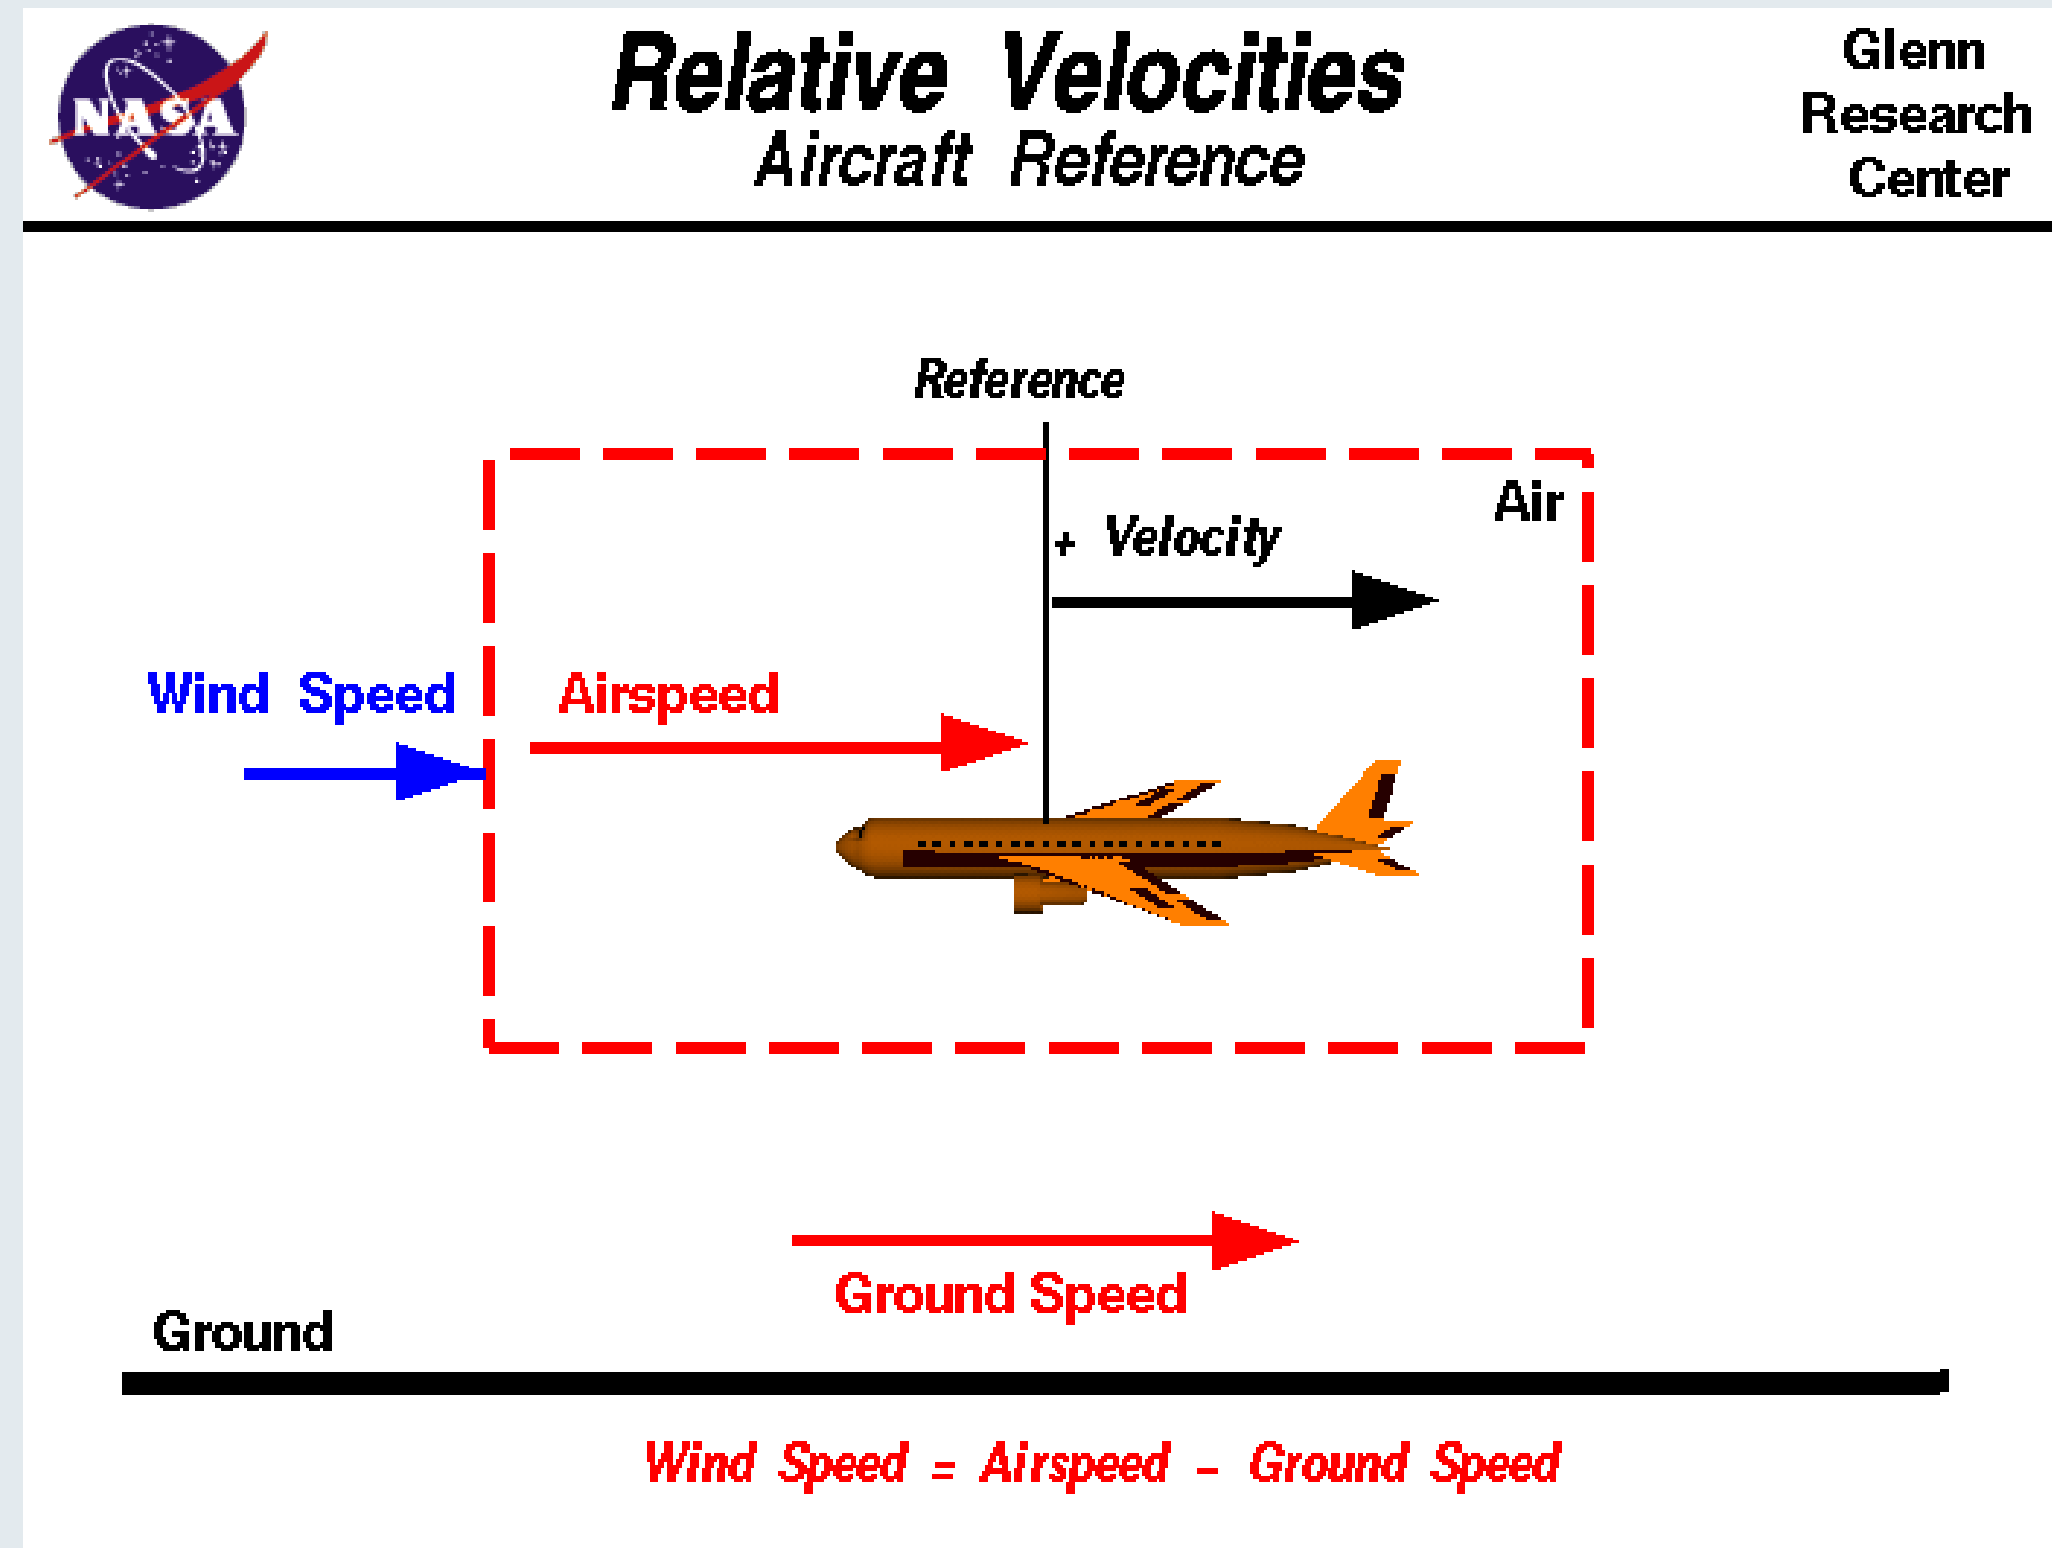 NASA
Relative Velocities
Aircraft Reference
Glenn
Research
Center
Reference
Air
+ Velocity
Wind Speed
Airspeed
Ground Speed
Ground
Wind Speed = Airspeed – Ground Speed